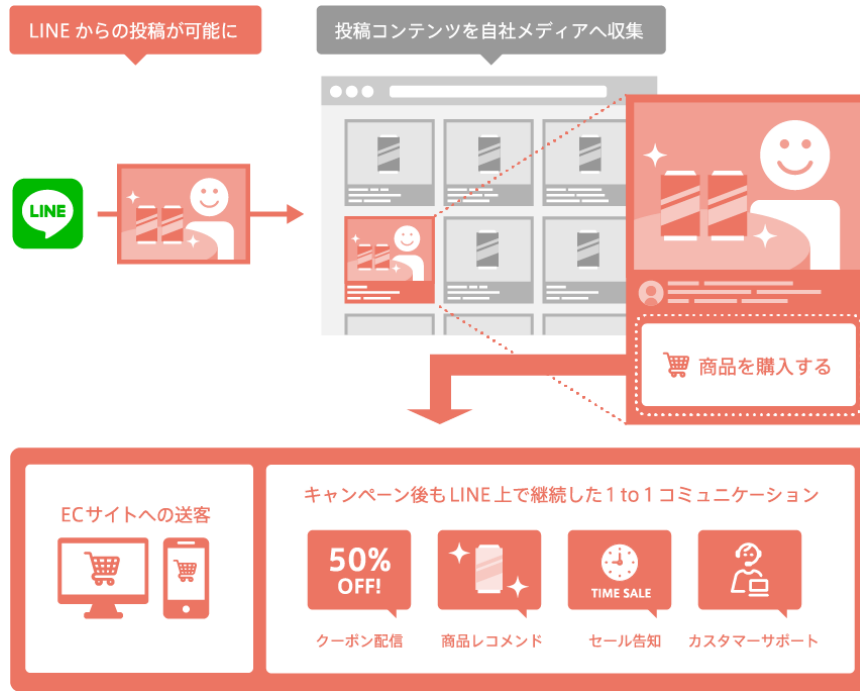 LINE からの投稿が可能に
投稿コンテンツを自社メディアへ収集
LINE
商品を購入する
ECサイトへの送客
キャンペーン後もLINE上で継続した1to1コミュニケーション
50%
OFF!
クーポン配信
商品レコメンド
TIME SALE
セール告知
カスタマーサポート